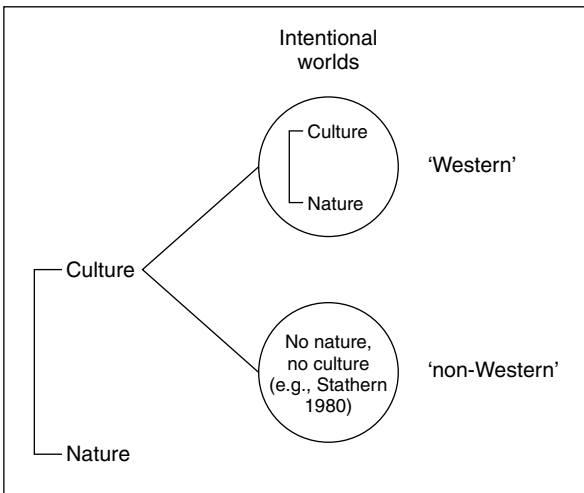 Intentional
worlds
Culture
Nature
'Western'
Culture
No nature,
no culture
(e.g., Stathern
1980)
'non-Western'
Nature